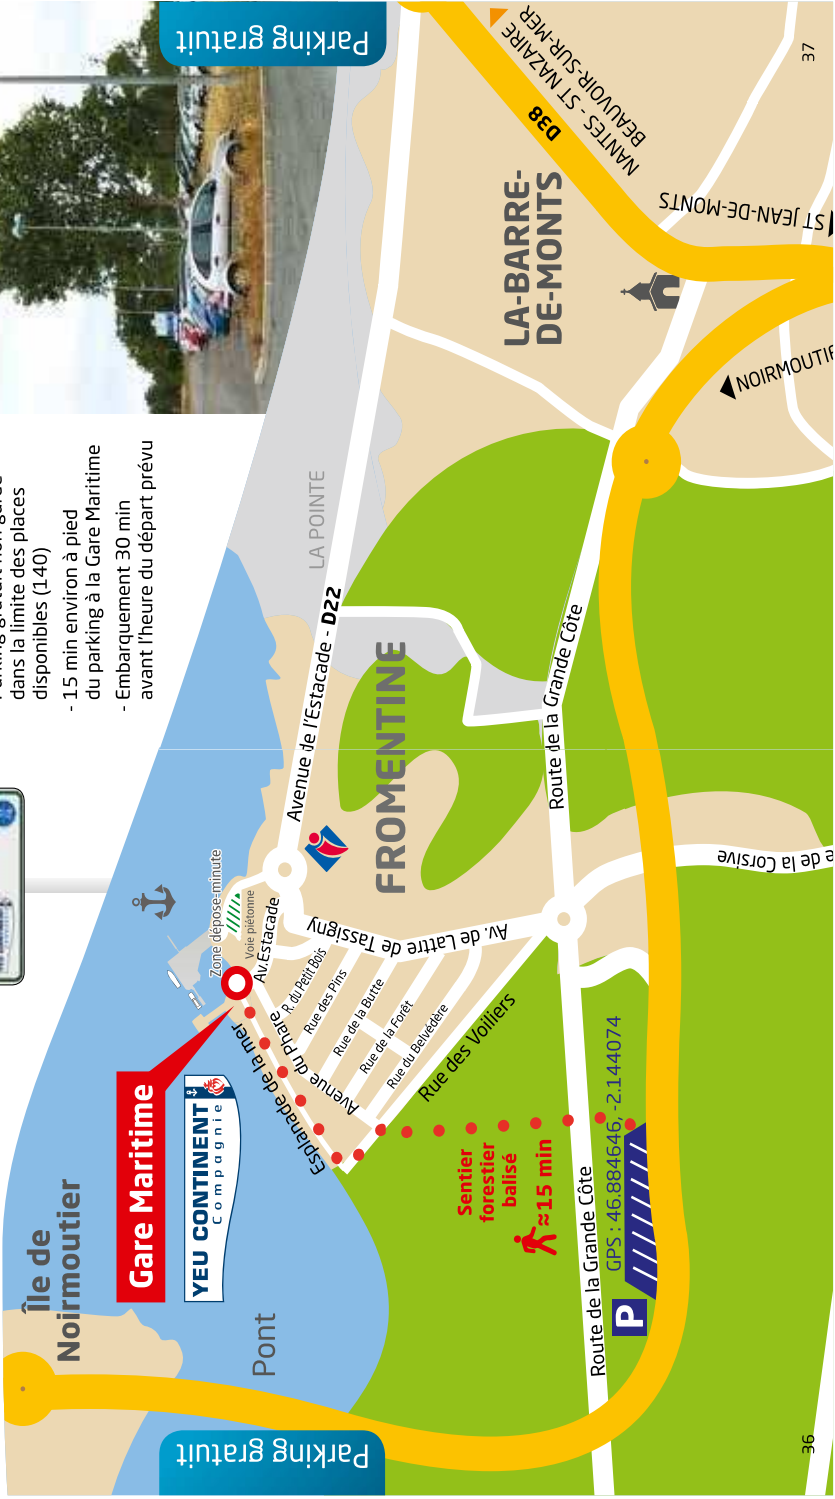 Parking gratuit
Parking gratuit
dans la limite des places
disponibles (140)
- 15 min environ à pied
du parking à la Gare Maritime
- Embarquement 30 min
avant l'heure du départ prévu
Île de
Noirmoutier
Gare Maritime
YEU CONTINENT
Compagnie
Pont
Zone dépose-minute
Voie piétonne
Av.Estacade
Esplanade de la mer
Avenue du Phare
R. du Petit Bois
Rue des Pins
Rue de la Butte
Rue de la Forêt
Rue du Belvédère
Rue des Voiliers
Av. de Lattre de Tassigny
Avenue de l'Estacade - D22
LA POINTE
FROMENTINE
Sentier
forestier
balisé
≈15 min
Route de la Grande Côte
Route de la Grande Côte
GPS : 46.884646, -2.144074
P
de la Corsive
LA-BARRE-
DE-MONTS
D38
NANTES - ST NAZAIRE
BEAUVOIR-SUR-MER
ST JEAN-DE-MONTS
Parking gratuit
36
37